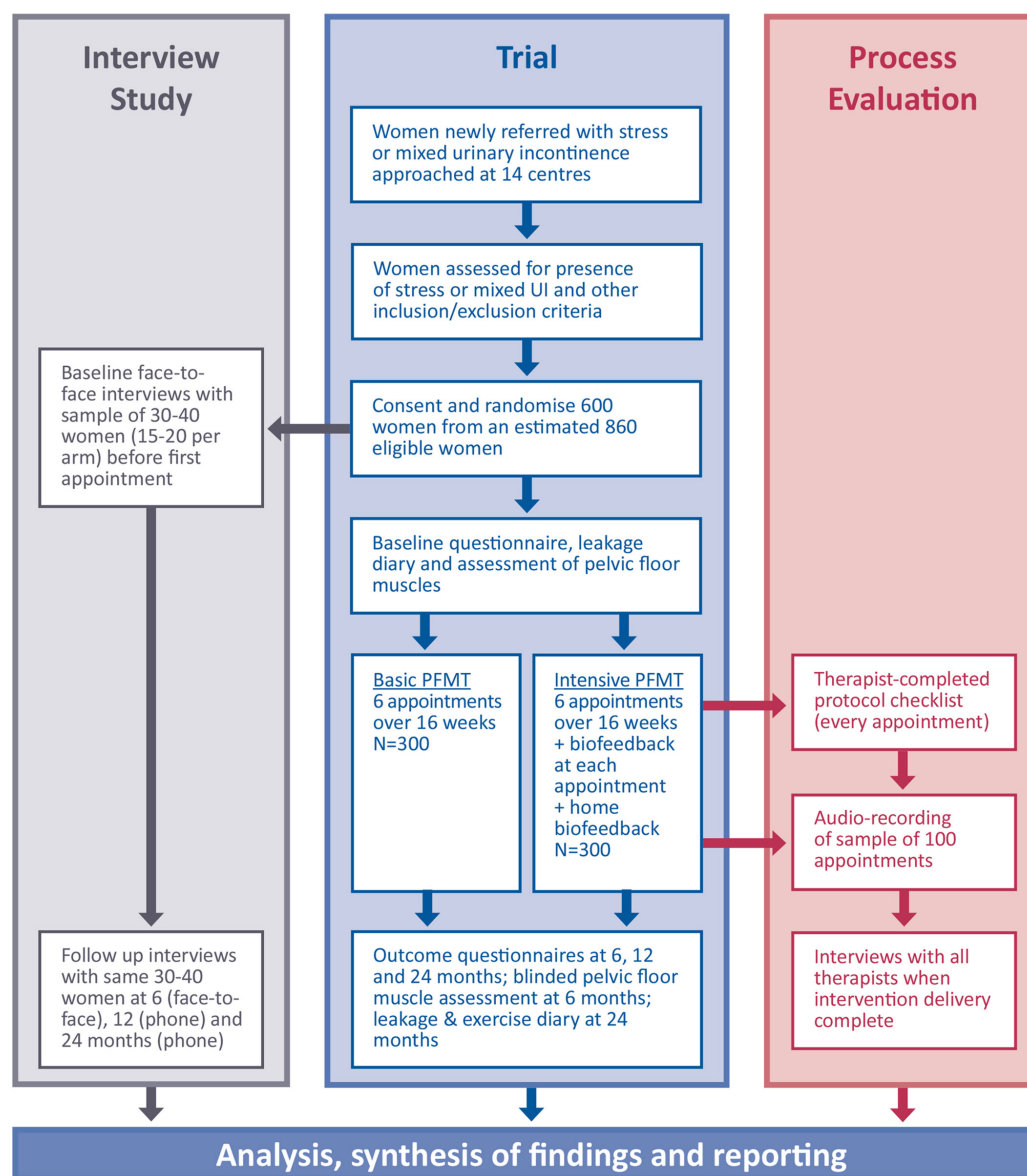 Interview
Study
Baseline face-to-
face interviews with
sample of 30-40
women (15-20 per
arm) before first
appointment
Follow up interviews
with same 30-40
women at 6 (face-to-
face), 12 (phone) and
24 months (phone)
Trial
Women newly referred with stress
or mixed urinary incontinence
approached at 14 centres
Women assessed for presence
of stress or mixed UI and other
inclusion/exclusion criteria
Consent and randomise 600
women from an estimated 860
eligible women
Baseline questionnaire, leakage
diary and assessment of pelvic floor
muscles
Basic PFMT
6 appointments
over 16 weeks
N=300
Intensive PFMT
6 appointments
over 16 weeks
+ biofeedback
at each
appointment
+ home
biofeedback
N=300
Outcome questionnaires at 6, 12
and 24 months; blinded pelvic floor
muscle assessment at 6 months;
leakage & exercise diary at 24
months
Process
Evaluation
Therapist-completed
protocol checklist
(every appointment)
Audio-recording
of sample of 100
appointments
Interviews with all
therapists when
intervention delivery
complete
Analysis, synthesis of findings and reporting